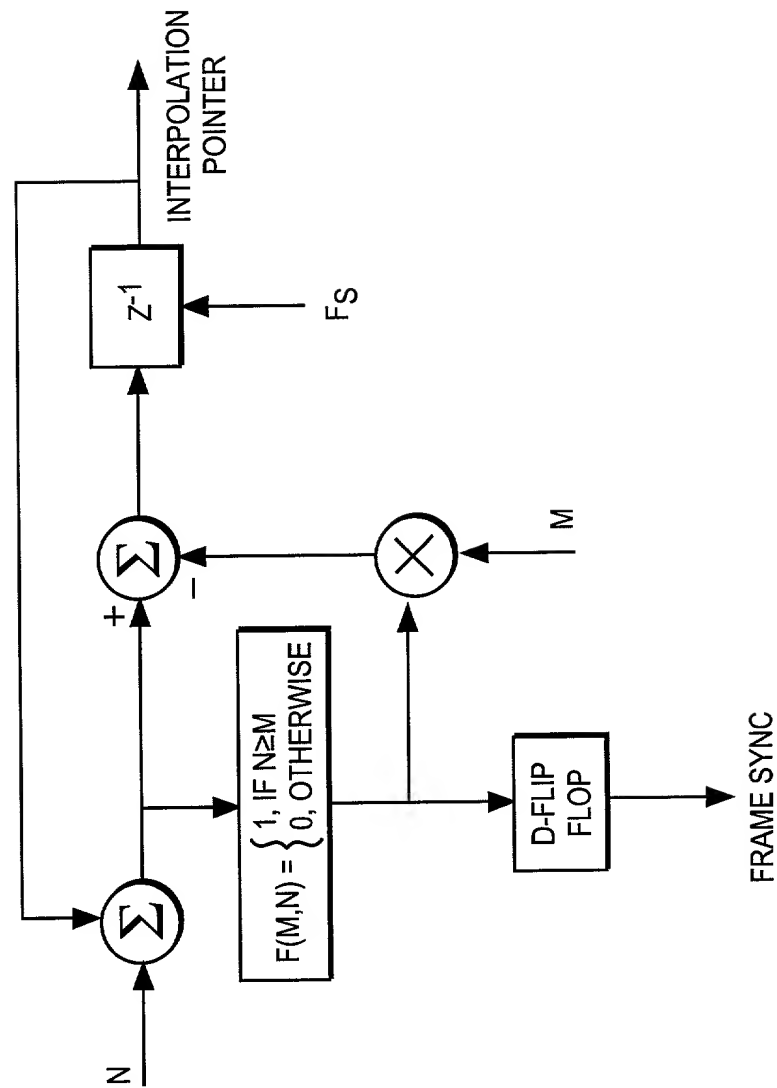 N
Σ
+
−
Σ
Z-1
INTERPOLATION
POINTER
FS
F(M,N) = { 1, IF N≥M
{ 0, OTHERWISE
M
D-FLIP
FLOP
FRAME SYNC